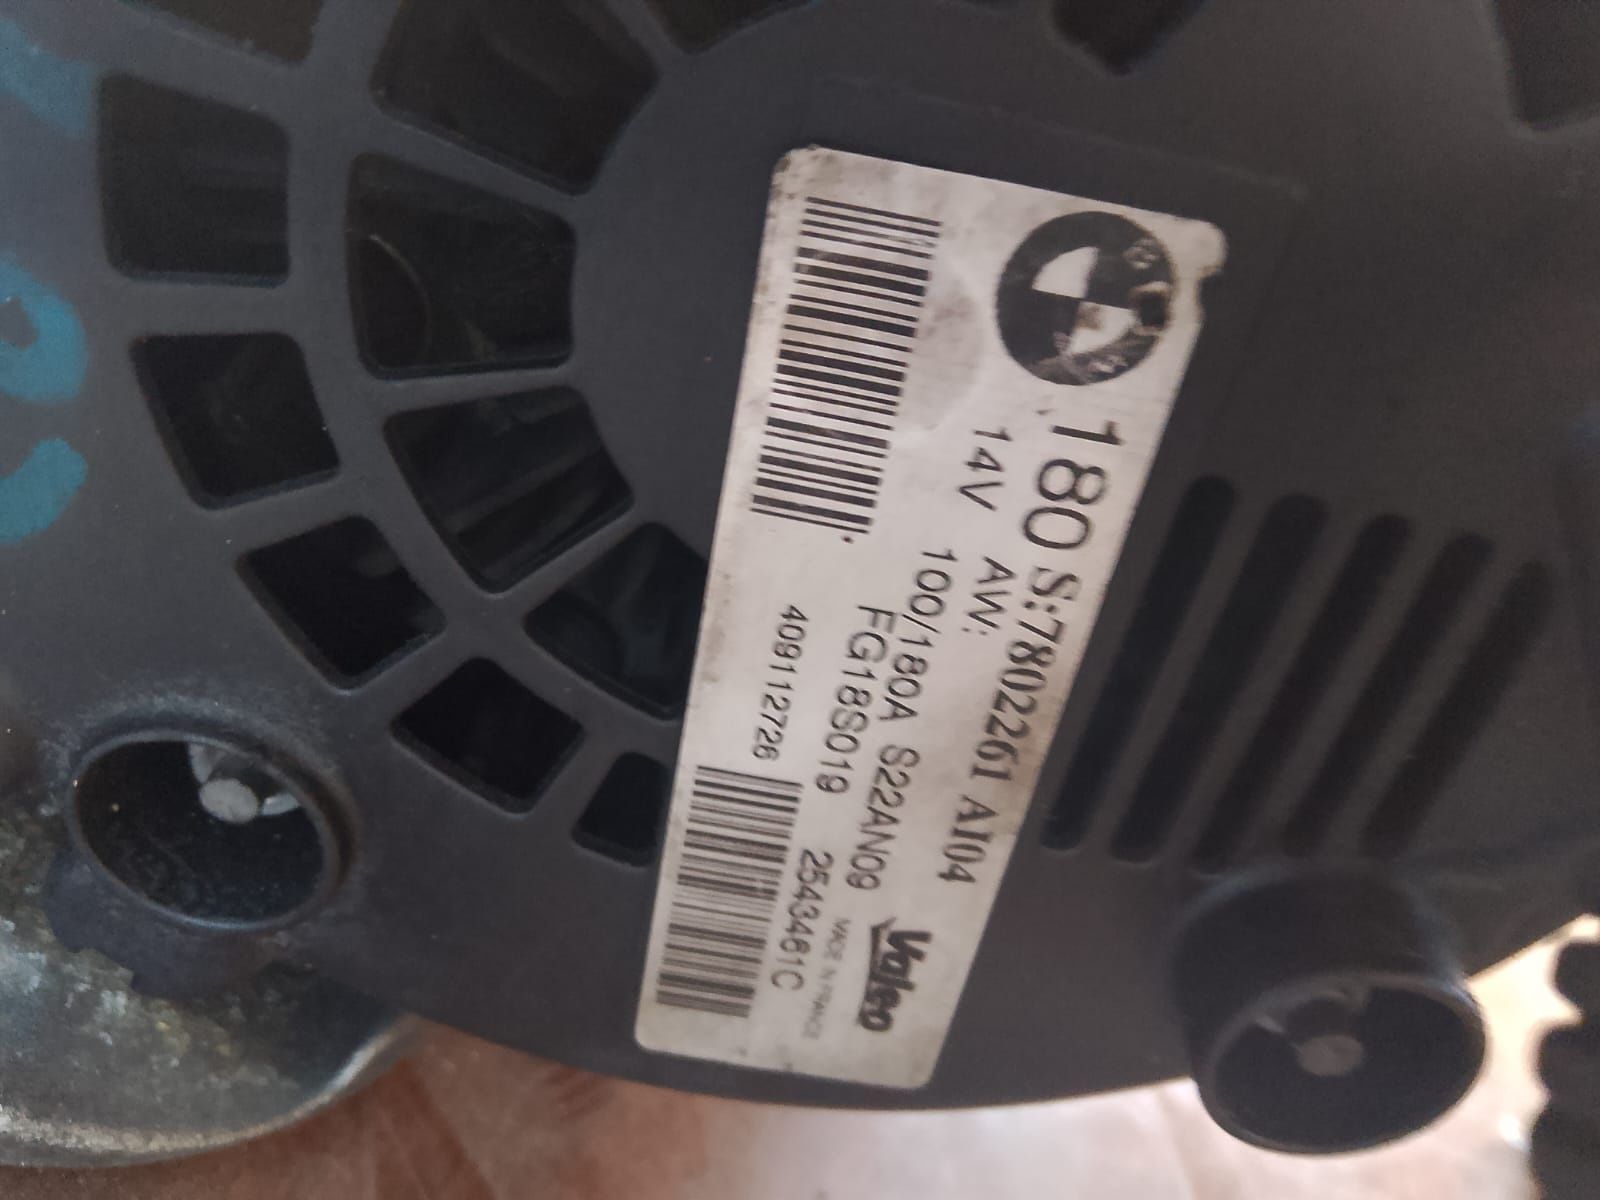 180 S:7802261 AI04
14V AW:
100/180A S22AN09
FG18S019
Valeo
409112726
25434461C
MADE IN FRANCE